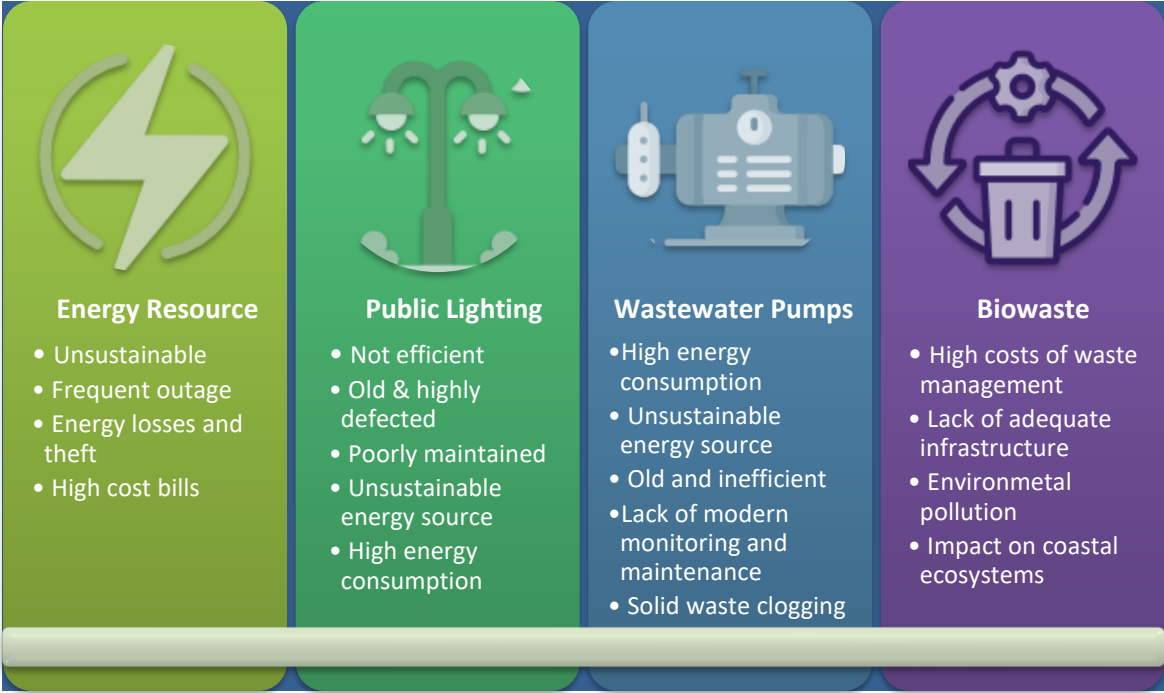 Energy Resource
• Unsustainable
• Frequent outage
• Energy losses and
theft
• High cost bills
Public Lighting
• Not efficient
• Old & highly
defected
• Poorly maintained
• Unsustainable
energy source
• High energy
consumption
Wastewater Pumps
•High energy
consumption
• Unsustainable
energy source
• Old and inefficient
•Lack of modern
monitoring and
maintenance
• Solid waste clogging
Biowaste
• High costs of waste
management
• Lack of adequate
infrastructure
• Environmetal
pollution
• Impact on coastal
ecosystems